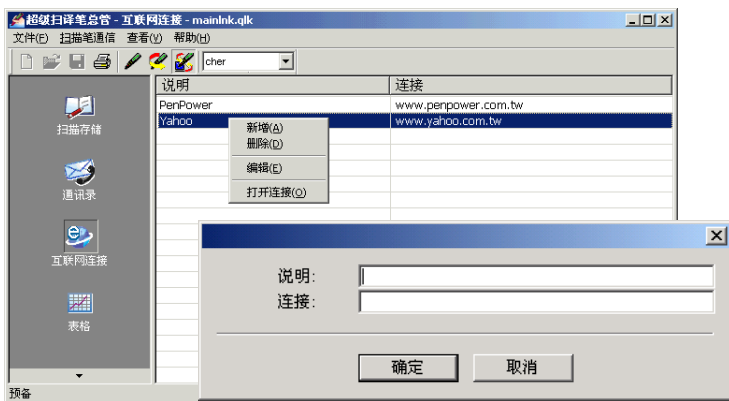 超级扫译笔总管 - 互联网连接 - mainlnk.qlk
文件(F) 扫描笔通信 查看(V) 帮助(H)
cher
说明 连接
PenPower www.penpower.com.tw
Yahoo www.yahoo.com.tw
新增(A)
删除(D)
编辑(E)
打开连接(O)
扫描存储
通讯录
互联网连接
表格
说明:
连接:
确定 取消
预备